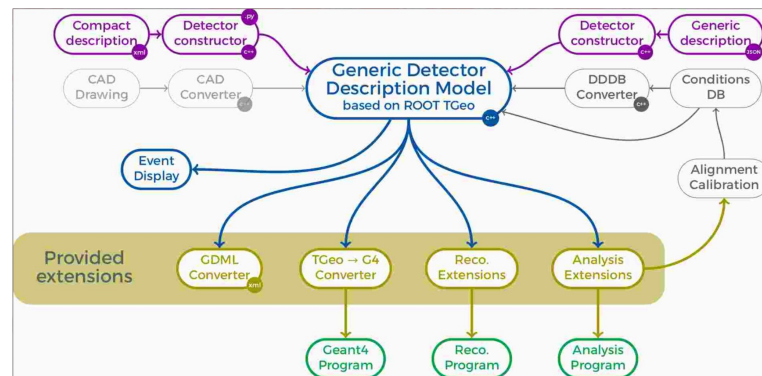 Compact
description
xml
Detector
constructor
.py
C++
Detector
constructor
C++
Generic
description
JSON
CAD
Drawing
CAD
Converter
C++
Generic Detector
Description Model
based on ROOT TGeo
C++
DDDB
Converter
C++
Conditions
DB
Event
Display
Alignment
Calibration
Provided
extensions
GDML
Converter
xml
TGeo → G4
Converter
Reco.
Extensions
Analysis
Extensions
Geant4
Program
Reco.
Program
Analysis
Program